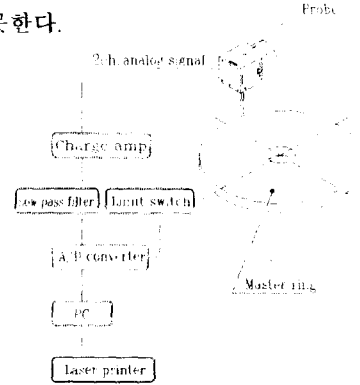 못한다.
Probe
2ch. analog signal
Charge amp
Low pass filter
Limit switch
A/D converter
Master ring
PC
Laser printer